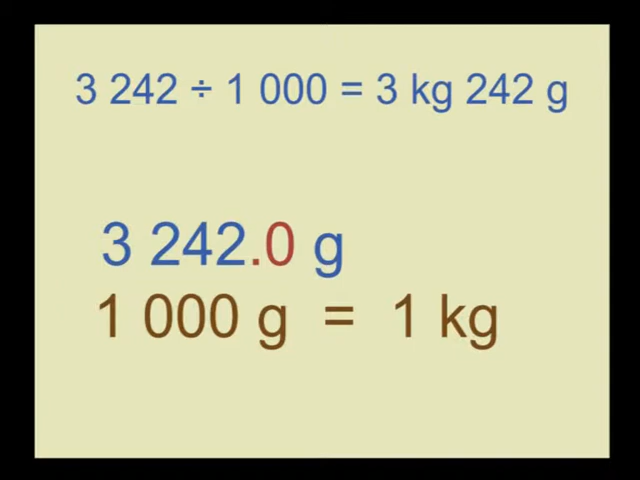 3 242 ÷ 1 000 = 3 kg 242 g
3 242.0 g
1 000 g = 1 kg